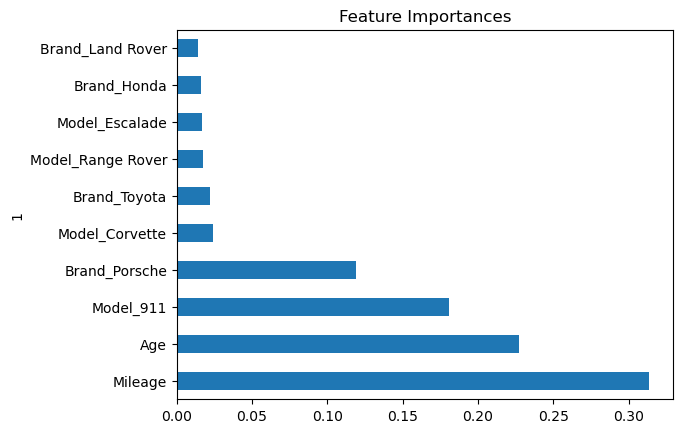 Feature Importances
Brand_Land Rover
Brand_Honda
Model_Escalade
Model_Range Rover
Brand_Toyota
1
Model_Corvette
Brand_Porsche
Model_911
Age
Mileage
0.00 0.05 0.10 0.15 0.20 0.25 0.30